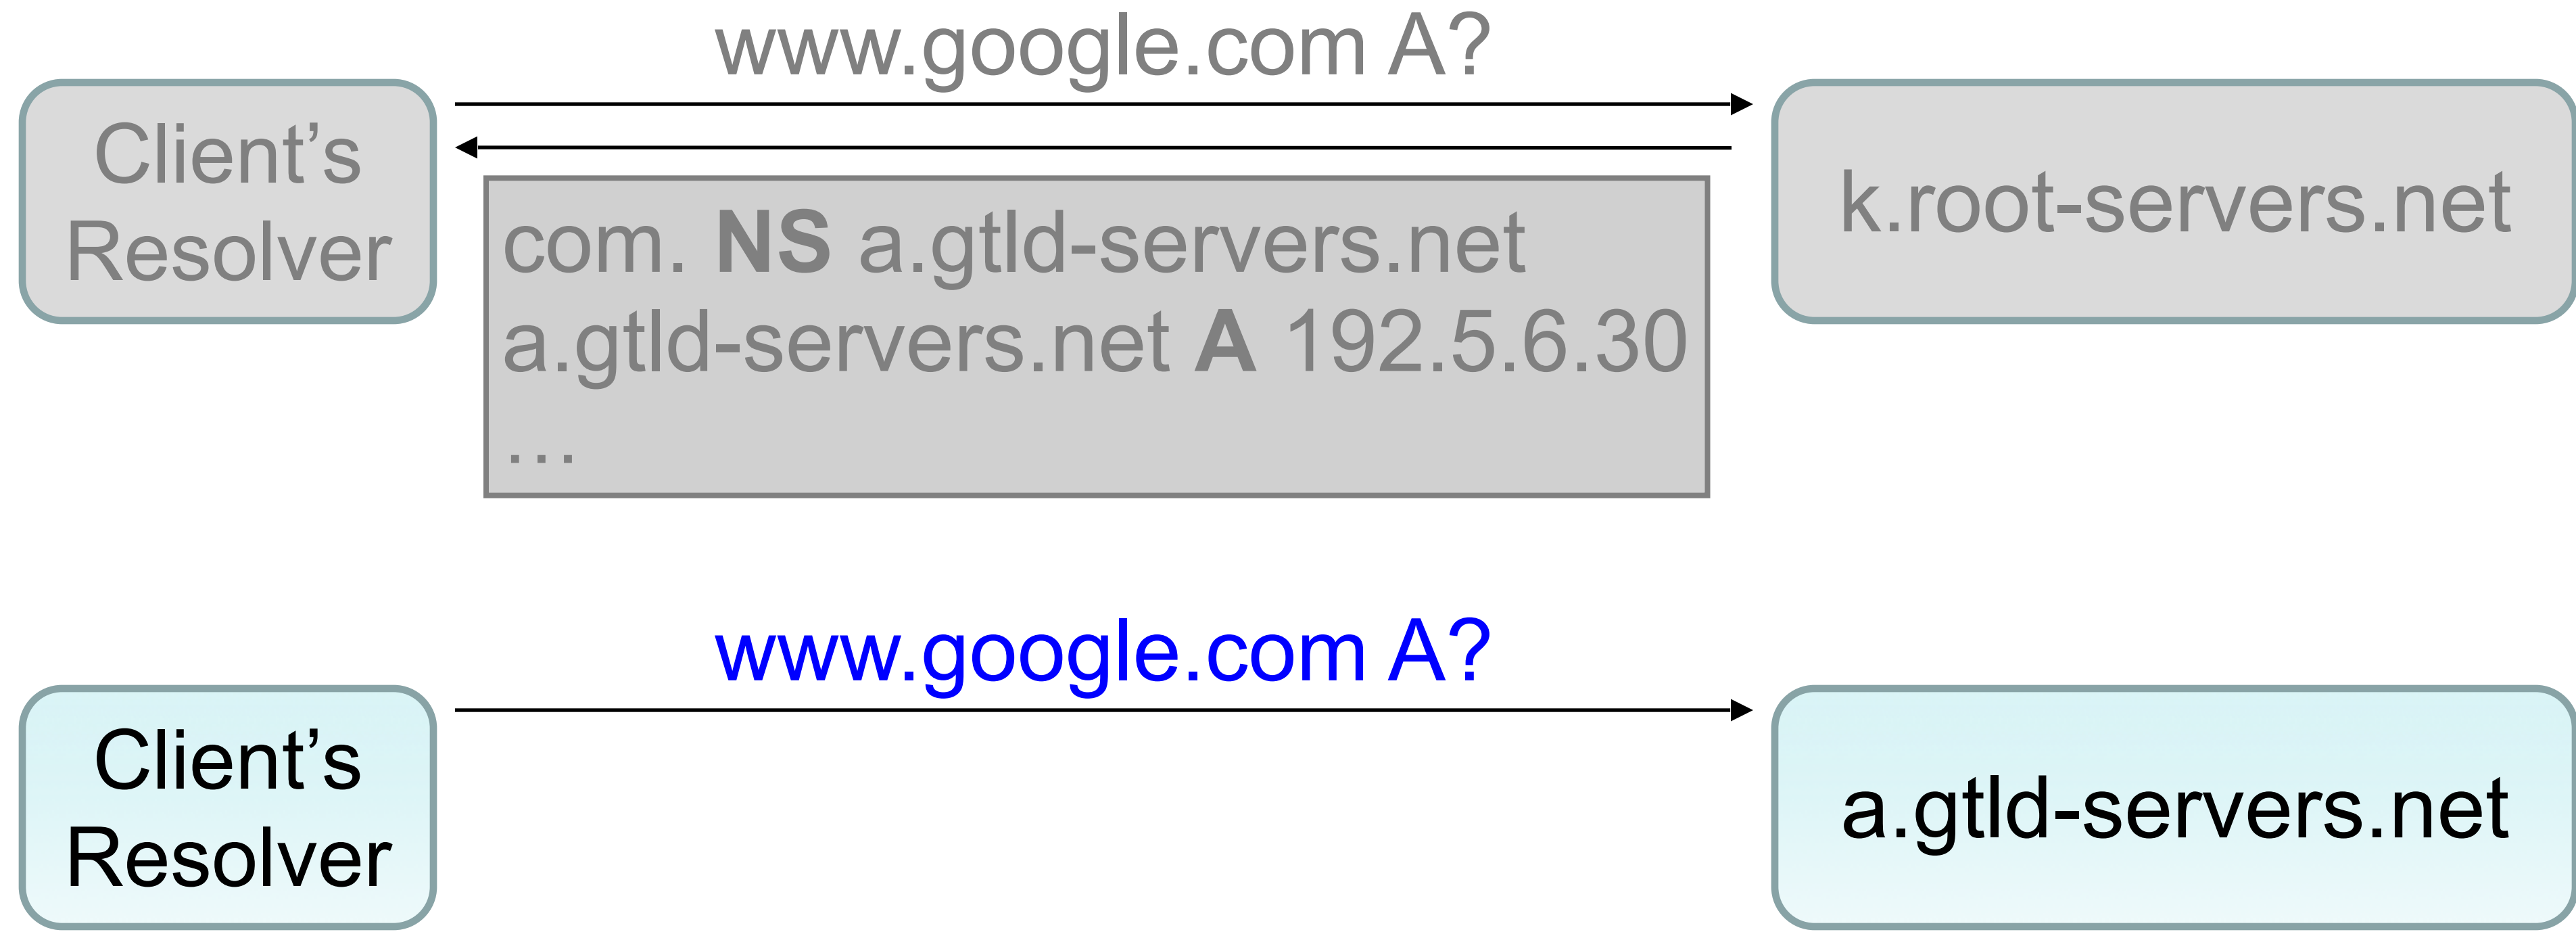 www.google.com A?
Client’s
Resolver
k.root-servers.net
com. NS a.gtld-servers.net
a.gtld-servers.net A 192.5.6.30
…
www.google.com A?
Client’s
Resolver
a.gtld-servers.net